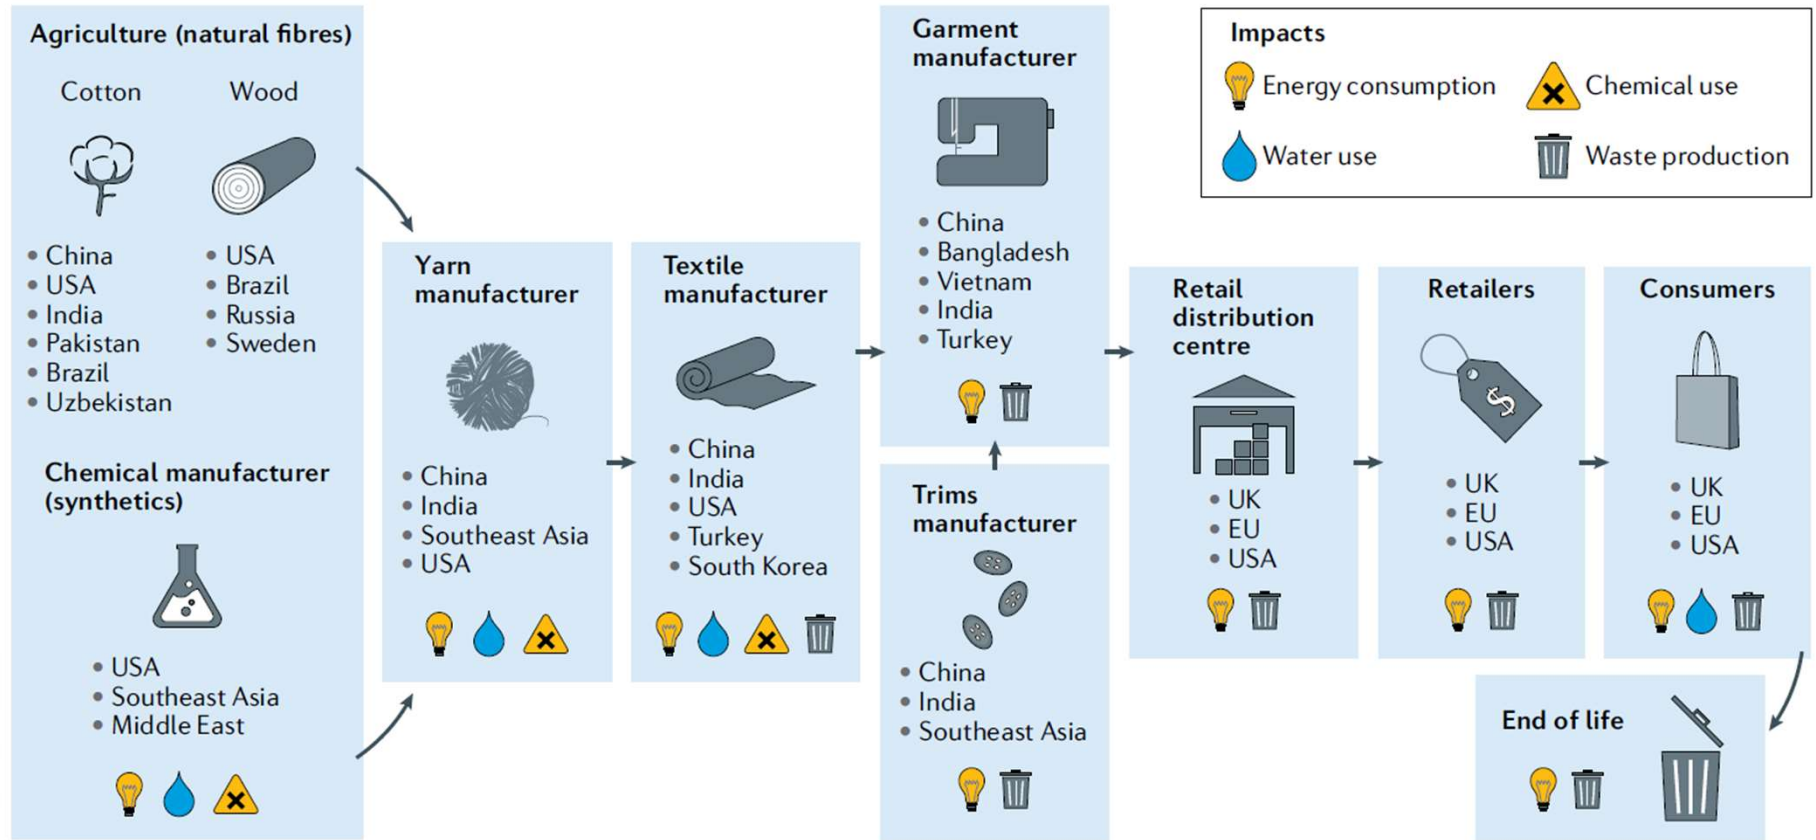 Agriculture (natural fibres)
Cotton
• China
• USA
• India
• Pakistan
• Brazil
• Uzbekistan
Wood
• USA
• Brazil
• Russia
• Sweden
Chemical manufacturer
(synthetics)
• USA
• Southeast Asia
• Middle East
Yarn
manufacturer
• China
• India
• Southeast Asia
• USA
Textile
manufacturer
• China
• India
• USA
• Turkey
• South Korea
Garment
manufacturer
• China
• Bangladesh
• Vietnam
• India
• Turkey
Trims
manufacturer
• China
• India
• Southeast Asia
Retail
distribution
centre
• UK
• EU
• USA
Retailers
$
• UK
• EU
• USA
Consumers
• UK
• EU
• USA
End of life
Impacts
Energy consumption
Chemical use
Water use
Waste production